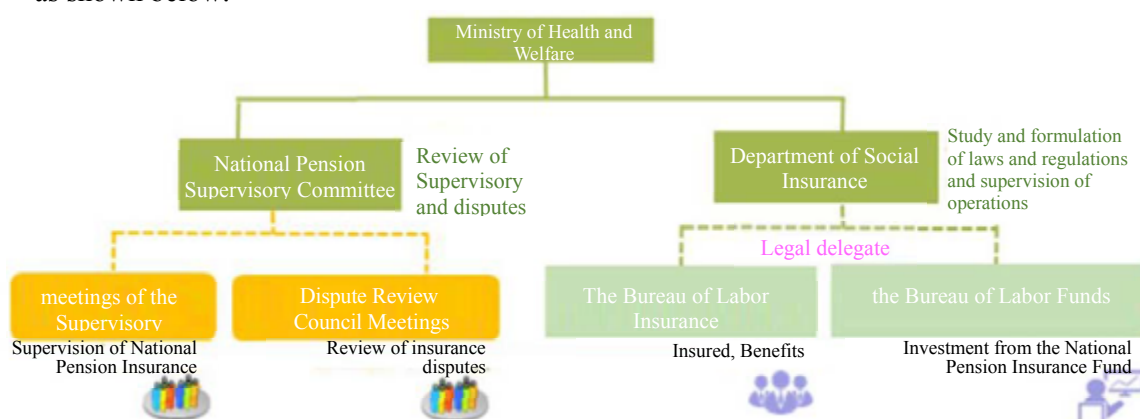 as shown below:
Ministry of Health and
Welfare
National Pension
Supervisory Committee
Review of
Supervisory
and disputes
Department of Social
Insurance
Study and formulation
of laws and regulations
and supervision of
operations
Legal delegate
meetings of the
Supervisory
Dispute Review
Council Meetings
The Bureau of Labor
Insurance
the Bureau of Labor Funds
Supervision of National
Pension Insurance
Review of insurance
disputes
Insured, Benefits
Investment from the National
Pension Insurance Fund